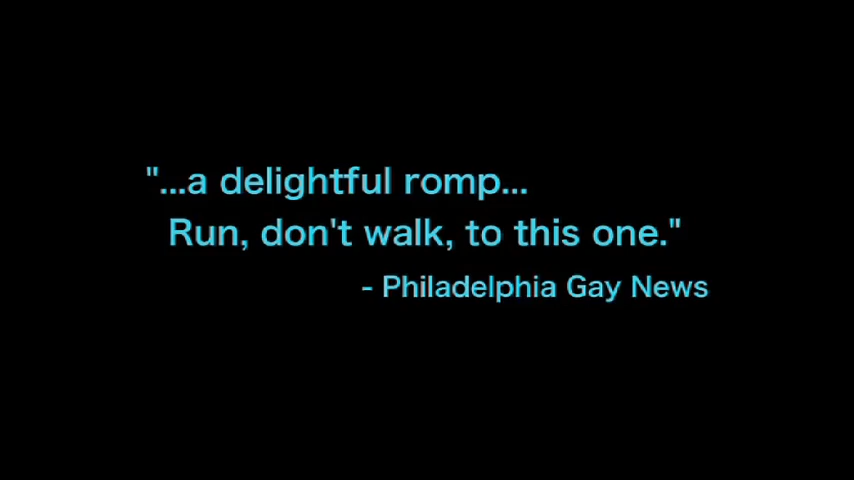 "...a delightful romp...
Run, don't walk, to this one."
- Philadelphia Gay News